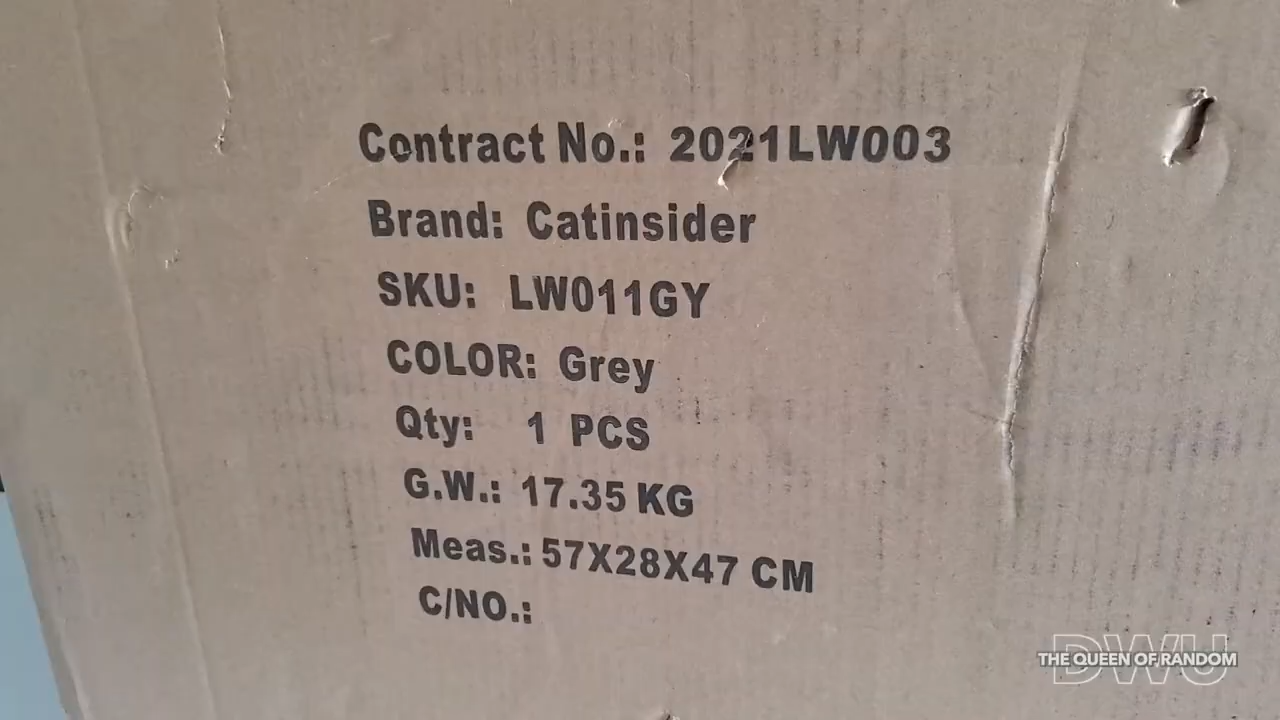 Contract No.: 2021LW003
Brand: Catinsider
SKU: LW011GY
COLOR: Grey
Qty: 1 PCS
G.W.: 17.35 KG
Meas.: 57X28X47 CM
C/NO.:
DWU
THE QUEEN OF RANDOM